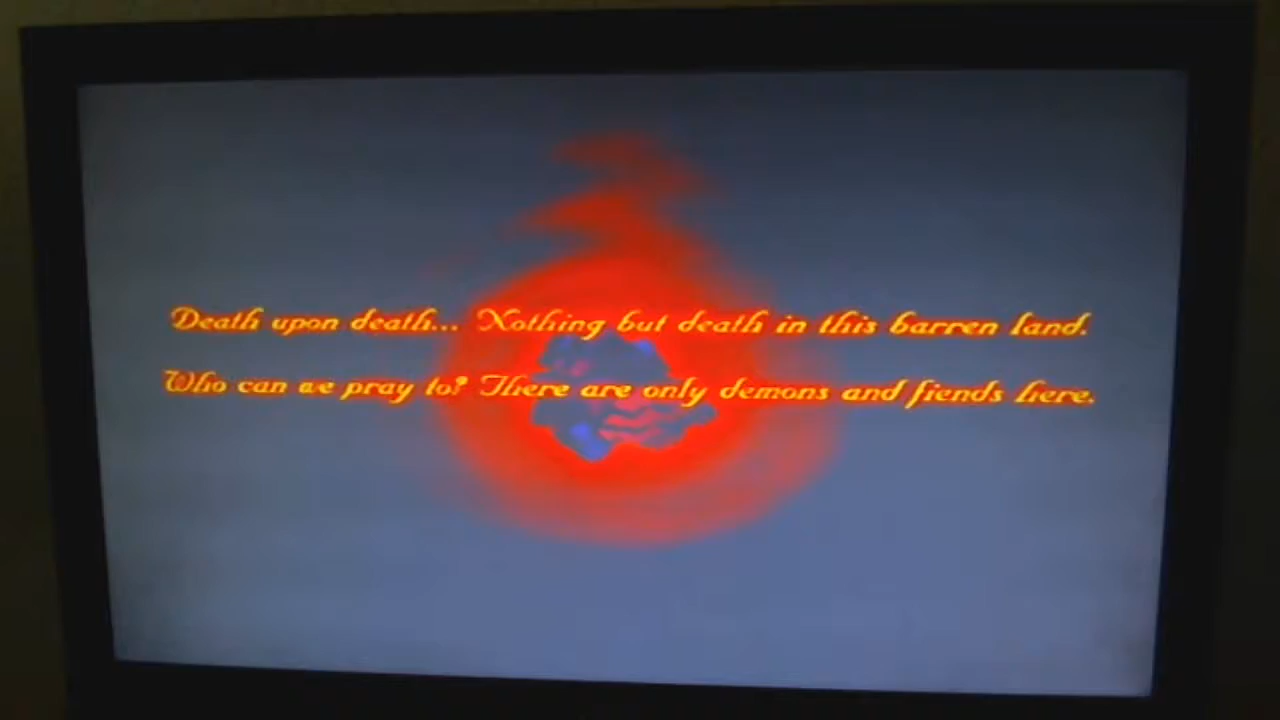 Death upon death... Nothing but death in this barren land.
Who can we pray to? There are only demons and fiends here.